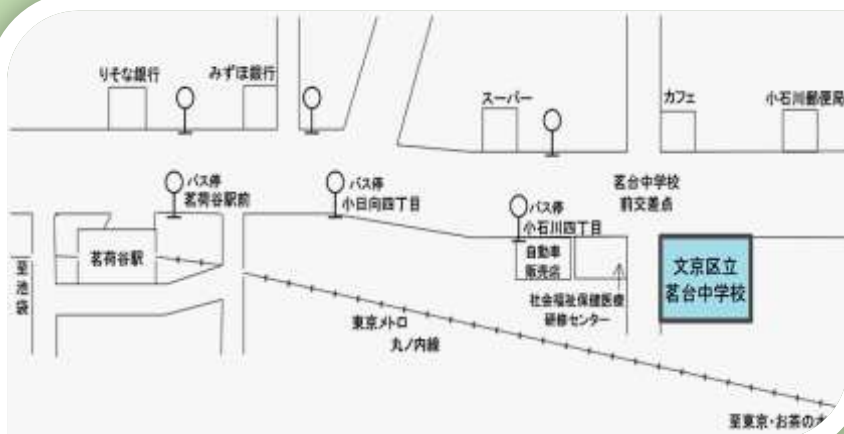 りそな銀行
みずほ銀行
スーパー
カフェ
小石川郵便局
バス停
茗荷谷駅前
バス停
小日向四丁目
バス停
小石川四丁目
茗台中学校
前交差点
茗荷谷駅
至池袋
自動車
販売店
社会福祉保健医療
研修センター
文京区立
茗台中学校
東京メトロ
丸ノ内線
至東京・お茶の水